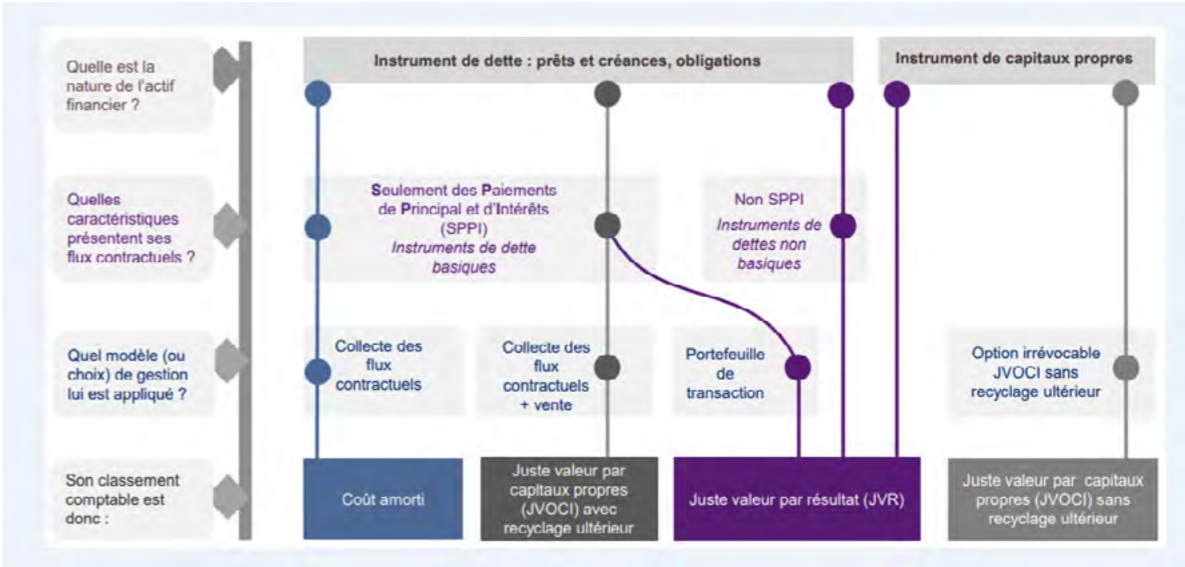 Quelle est la
nature de l'actif
financier ?
Instrument de dette : prêts et créances, obligations
Instrument de capitaux propres
Quelles
caractéristiques
présentent ses
flux contractuels ?
Seulement des Paiements
de Principal et d'Intérêts
(SPPI)
Instruments de dette
basiques
Non SPPI
Instruments de
dettes non
basiques
Quel modèle (ou
choix) de gestion
lui est appliqué ?
Collecte des
flux
contractuels
Collecte des
flux
contractuels
+ vente
Portefeuille
de
transaction
Option irrévocable
JVOCI sans
recyclage ultérieur
Son classement
comptable est
donc :
Coût amorti
Juste valeur par
capitaux propres
(JVOCI) avec
recyclage ultérieur
Juste valeur par résultat (JVR)
Juste valeur par capitaux
propres (JVOCI) sans
recyclage ultérieur